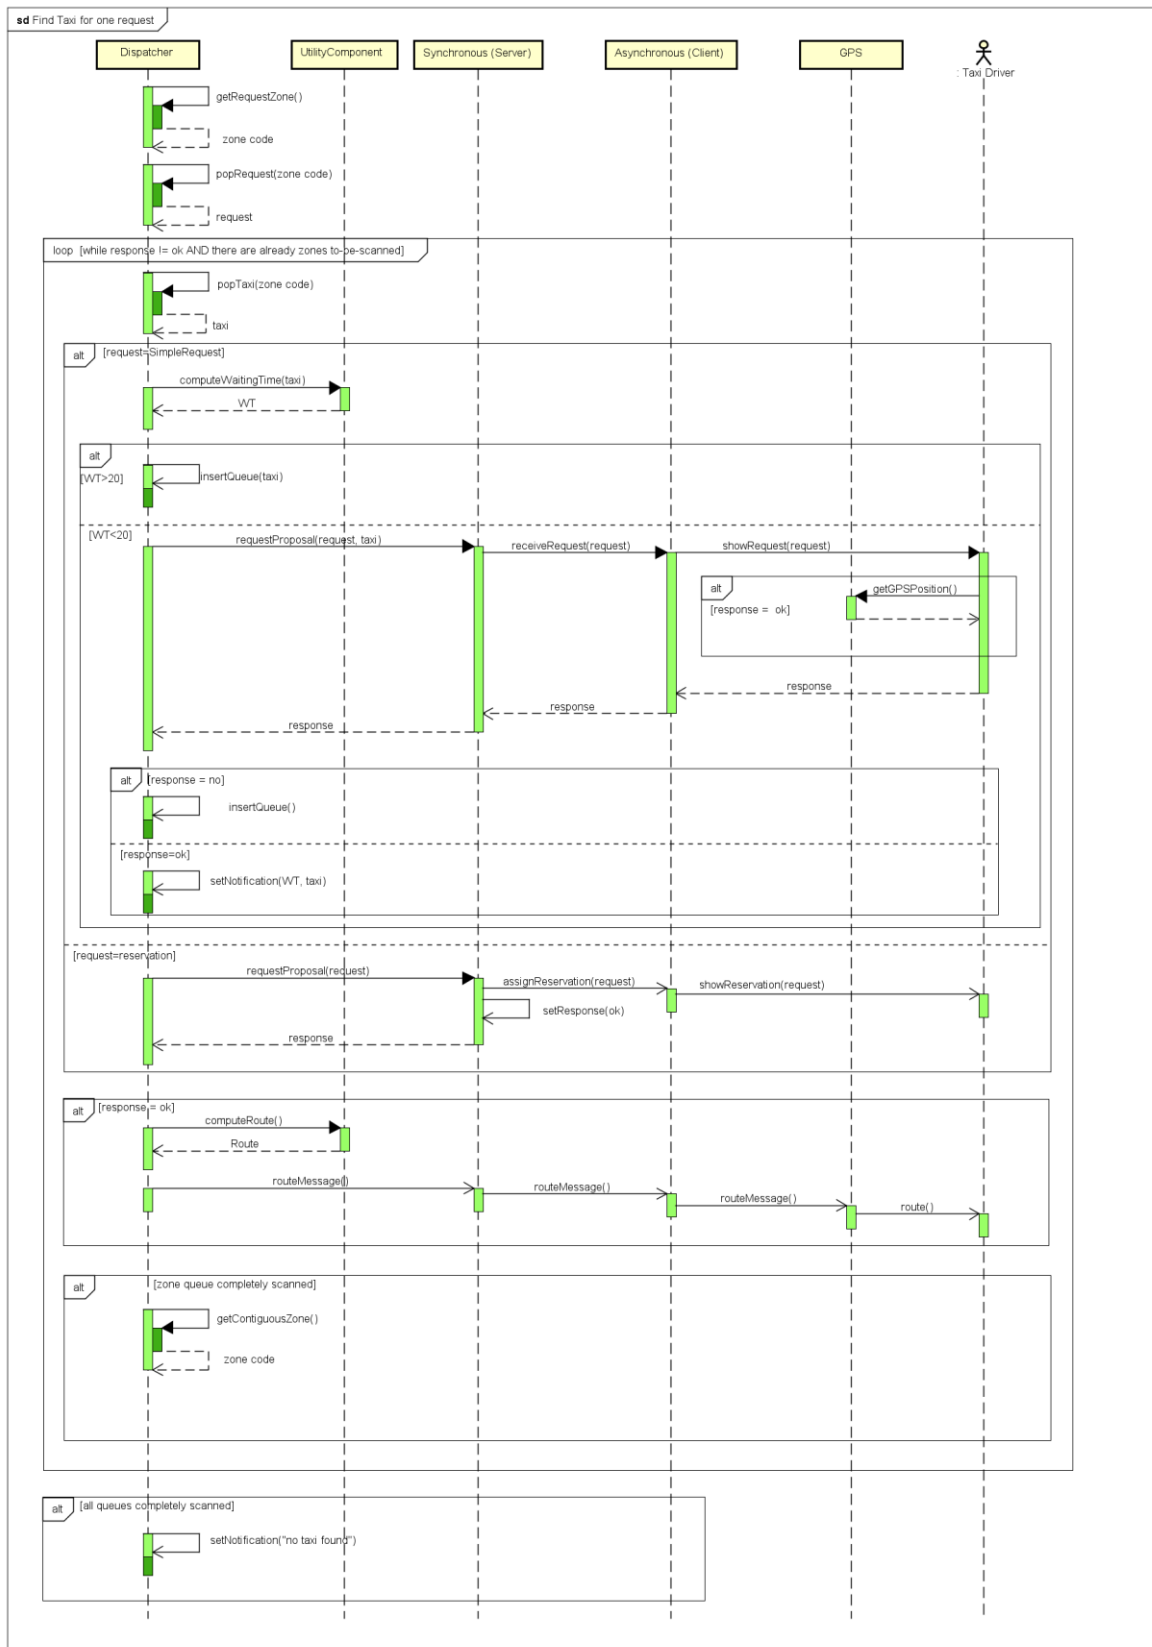 sd Find Taxi for one request
Dispatcher
UtilityComponent
Synchronous (Server)
Asynchronous (Client)
GPS
: Taxi Driver
getRequestZone()
zone code
popRequest(zone code)
request
loop [while response != ok AND there are already zones to-be-scanned]
popTaxi(zone code)
taxi
alt [request=SimpleRequest]
computeWaitingTime(taxi)
WT
alt
[WT>20]
insertQueue(taxi)
[WT<20]
requestProposal(request, taxi)
receiveRequest(request)
showRequest(request)
alt
getGPSPosition()
[response = ok]
response
response
response
alt [response = no]
insertQueue()
[response=ok]
setNotification(WT, taxi)
[request=reservation]
requestProposal(request)
assignReservation(request)
showReservation(request)
setResponse(ok)
response
alt [response = ok]
computeRoute()
Route
routeMessage()
routeMessage()
routeMessage()
route()
alt [zone queue completely scanned]
getContiguousZone()
zone code
alt [all queues completely scanned]
setNotification("no taxi found")